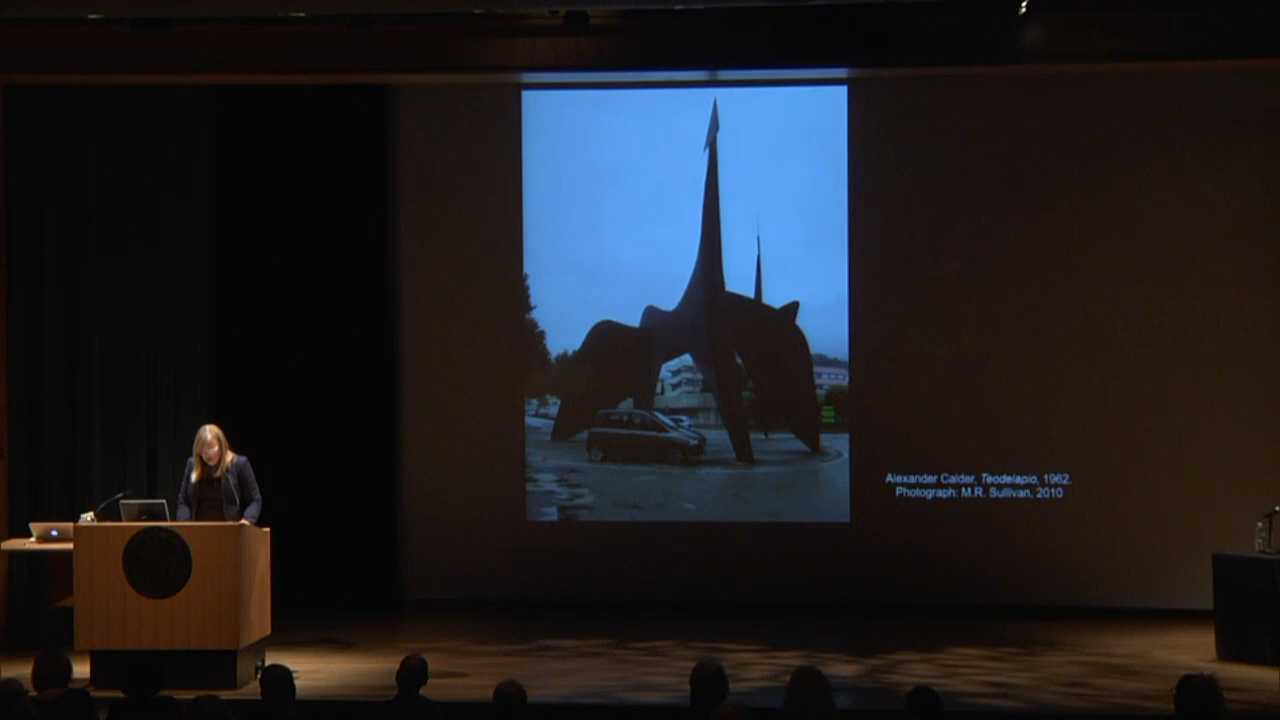 Alexander Calder, Teodelapio, 1962.
Photograph: M.R. Sullivan, 2010